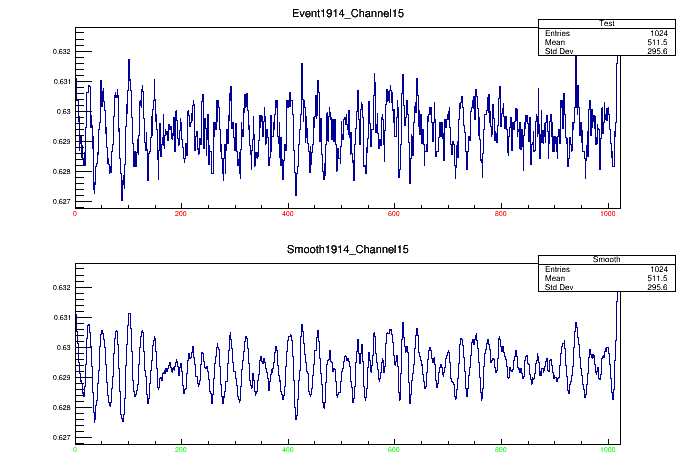 Event1914_Channel15
Test
Entries 1024
Mean 511.5
Std Dev 295.6
0.632
0.631
0.63
0.629
0.628
0.627
0 200 400 600 800 1000
Smooth1914_Channel15
Smooth
Entries 1024
Mean 511.5
Std Dev 295.6
0.632
0.631
0.63
0.629
0.628
0.627
0 200 400 600 800 1000